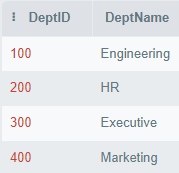 DeptID DeptName
100 Engineering
200 HR
300 Executive
400 Marketing